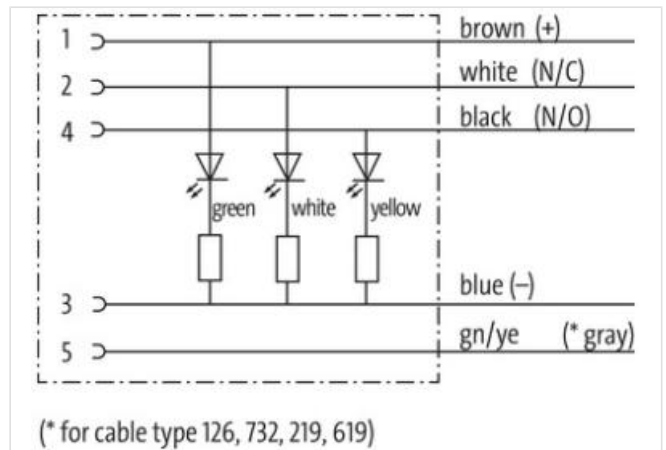 1 brown (+)
2 white (N/C)
4 black (N/O)
green white yellow
3 blue (–)
5 gn/ye (* gray)
(* for cable type 126, 732, 219, 619)